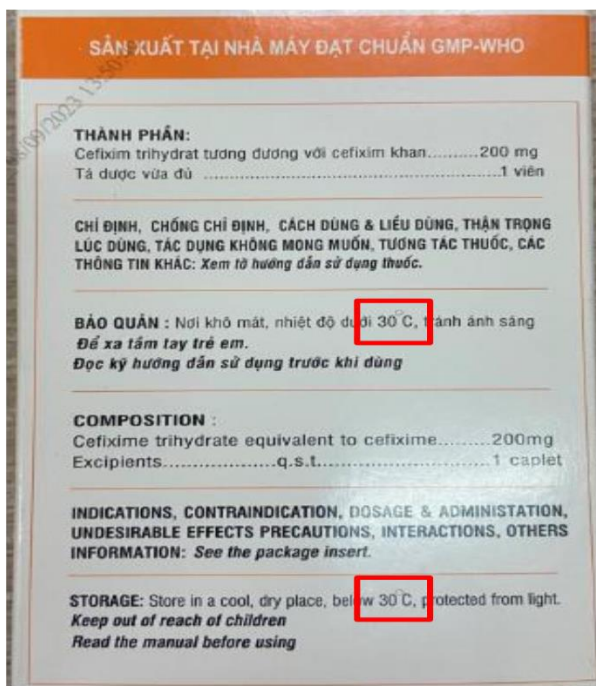 SẢN XUẤT TẠI NHÀ MÁY ĐẠT CHUẨN GMP-WHO
/09/2023 13:50:
THÀNH PHẦN:
Cefixim trihydrat tương đương với cefixim khan..........200 mg
Tá dược vừa đủ ........................................................1 viên
CHỈ ĐỊNH, CHỐNG CHỈ ĐỊNH, CÁCH DÙNG & LIỀU DÙNG, THẬN TRỌNG
LÚC DÙNG, TÁC DỤNG KHÔNG MONG MUỐN, TƯƠNG TÁC THUỐC, CÁC
THÔNG TIN KHÁC: Xem tờ hướng dẫn sử dụng thuốc.
BẢO QUẢN : Nơi khô mát, nhiệt độ dưới 30°C, tránh ánh sáng
Để xa tầm tay trẻ em.
Đọc kỹ hướng dẫn sử dụng trước khi dùng
COMPOSITION :
Cefixime trihydrate equivalent to cefixime.........200mg
Excipients..................q.s.t...........................1 caplet
INDICATIONS, CONTRAINDICATION, DOSAGE & ADMINISTATION,
UNDESIRABLE EFFECTS PRECAUTIONS, INTERACTIONS, OTHERS
INFORMATION: See the package insert.
STORAGE: Store in a cool, dry place, below 30°C, protected from light.
Keep out of reach of children
Read the manual before using